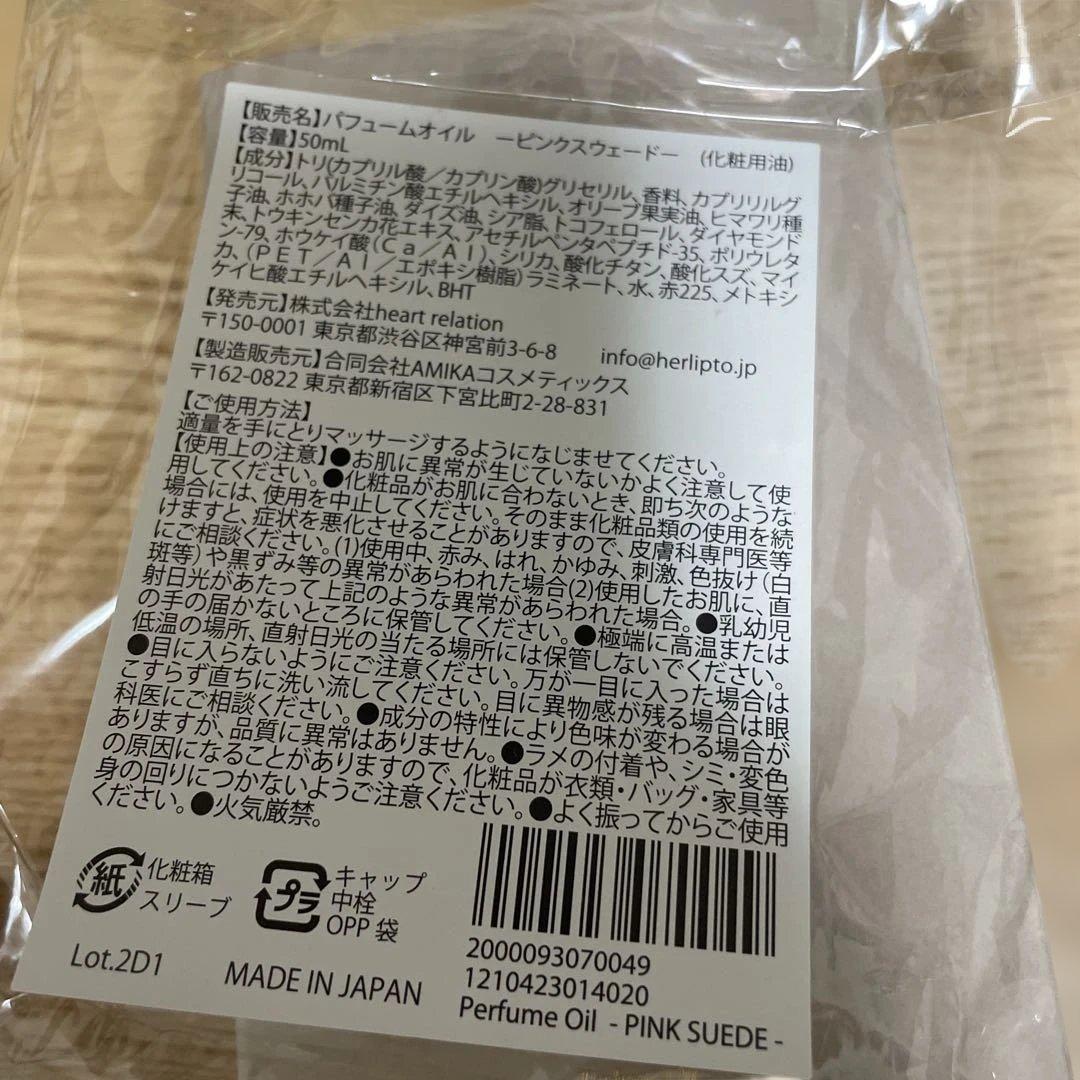 【販売名】パフュームオイル ーピンクスウェードー (化粧用油)
【容量】50mL
【成分】トリ(カプリル酸／カプリン酸)グリセリル、香料、カプリリルグ
リコール、パルミチン酸エチルヘキシル、オリーブ果実油、ヒマワリ種
子油、ホホバ種子油、ダイズ油、シア脂、トコフェロール、ダイヤモンド
末、トウキンセンカ花エキス、アセチルペンタペプチド-35、ポリウレタ
ン-79、ホウケイ酸(Ca／Al)、シリカ、酸化チタン、酸化スズ、マイ
カ、(PET／Al／エポキシ樹脂)ラミネート、水、赤225、メトキシ
ケイヒ酸エチルヘキシル、BHT
【発売元】株式会社heart relation
〒150-0001 東京都渋谷区神宮前3-6-8 info@herlipto.jp
【製造販売元】合同会社AMIKAコスメティックス
〒162-0822 東京都新宿区下宮比町2-28-831
【ご使用方法】
適量を手にとりマッサージするようになじませてください。
【使用上の注意】●お肌に異常が生じていないかよく注意して使
用してください。●化粧品がお肌に合わないとき、即ち次のような
場合には、使用を中止してください。そのまま化粧品類の使用を続
けますと、症状を悪化させることがありますので、皮膚科専門医等
にご相談ください。(1)使用中、赤み、はれ、かゆみ、刺激、色抜け(白
斑等)や黒ずみ等の異常があらわれた場合(2)使用したお肌に、直
射日光があたって上記のような異常があらわれた場合。●乳幼児
の手の届かないところに保管してください。●極端に高温または
低温の場所、直射日光の当たる場所には保管しないでください。
●目に入らないようにご注意ください。万が一目に入った場合は
こすらず直ちに洗い流してください。目に異物感が残る場合は眼
科医にご相談ください。●成分の特性により色味が変わる場合が
ありますが、品質に異常はありません。●ラメの付着や、シミ・変色
の原因になることがありますので、化粧品が衣類・バッグ・家具等
身の回りにつかないようご注意ください。●よく振ってからご使用
ください。●火気厳禁。
紙 化粧箱
スリーブ
プラ キャップ
中栓
OPP 袋
2000093070049
1210423014020
Perfume Oil - PINK SUEDE -
Lot.2D1 MADE IN JAPAN